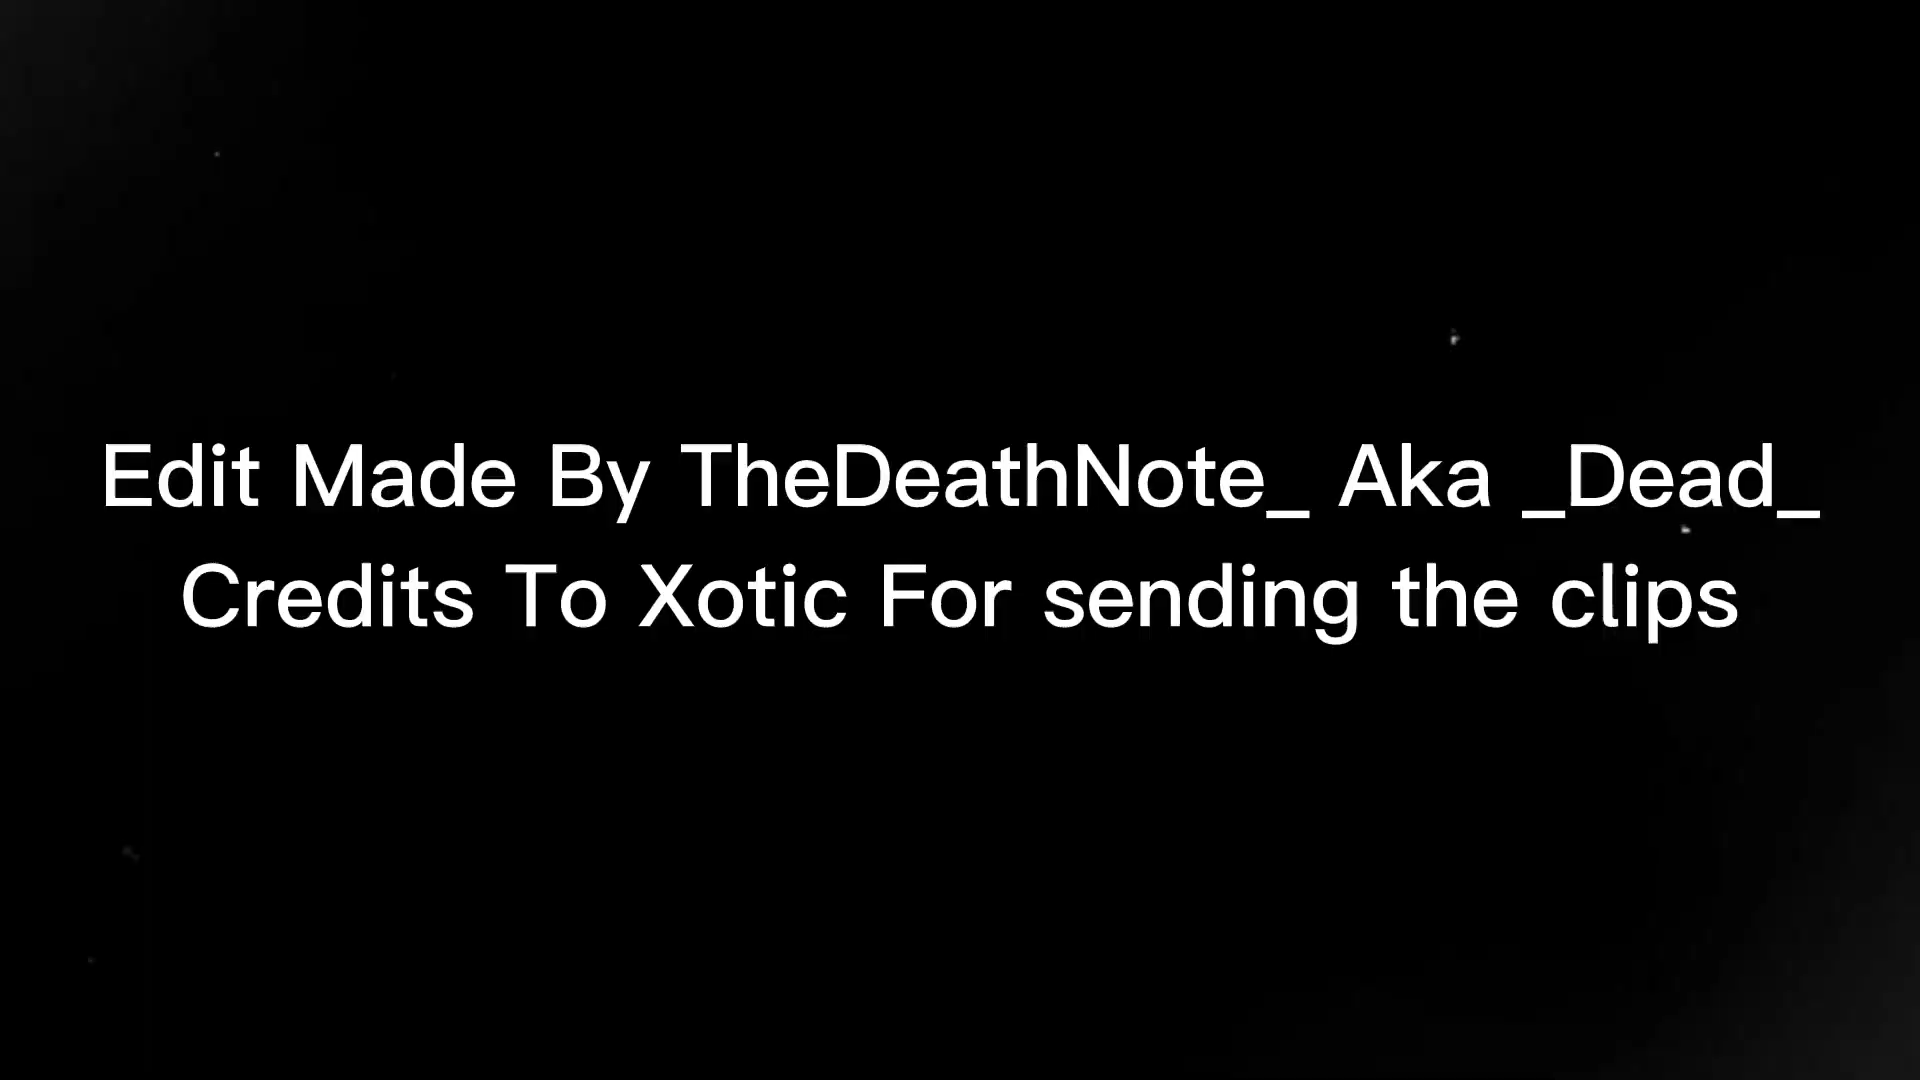 Edit Made By TheDeathNote_ Aka _Dead_
Credits To Xotic For sending the clips